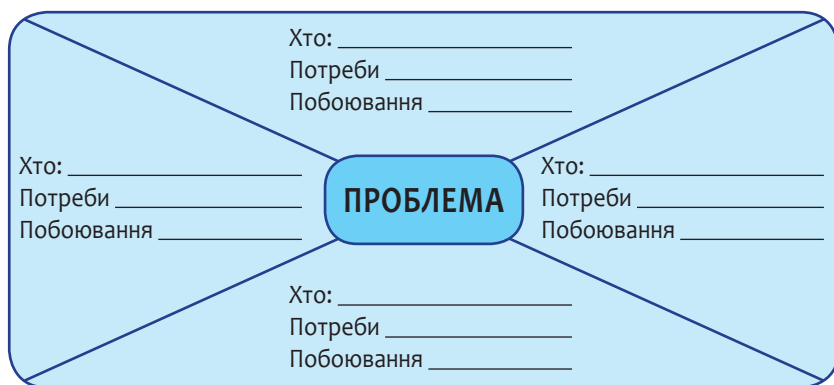 Хто: 
Потреби 
Побоювання 
Хто: 
Потреби 
Побоювання 
ПРОБЛЕМА
Хто: 
Потреби 
Побоювання 
Хто: 
Потреби 
Побоювання